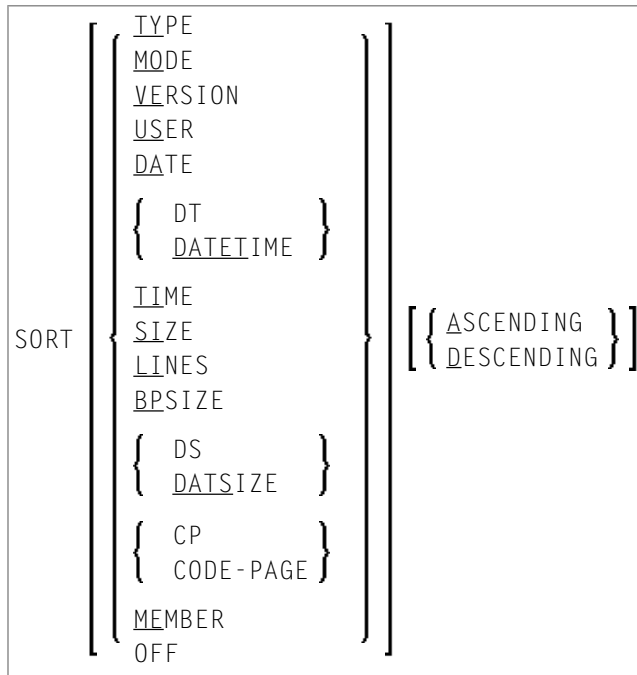 TYPE
MODE
VERSION
USER
DATE
DT
DATETIME
TIME
SORT
SIZE
ASCENDING
LINES
DESCENDING
BPSIZE
DS
DATSIZE
CP
CODE-PAGE
MEMBER
OFF